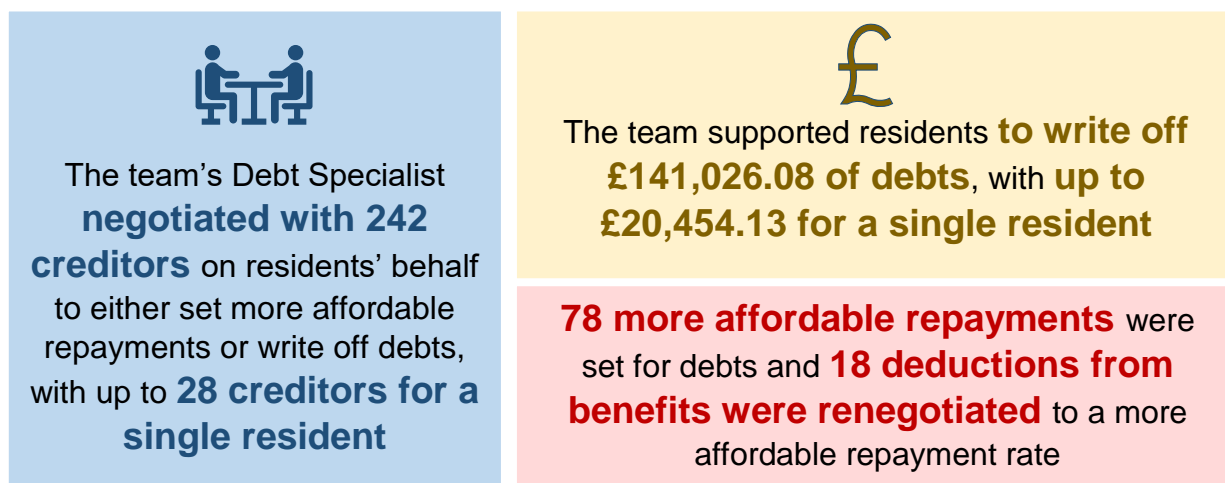 The team’s Debt Specialist
negotiated with 242
creditors on residents’ behalf
to either set more affordable
repayments or write off debts,
with up to 28 creditors for a
single resident
£
The team supported residents to write off
£141,026.08 of debts, with up to
£20,454.13 for a single resident
78 more affordable repayments were
set for debts and 18 deductions from
benefits were renegotiated to a more
affordable repayment rate